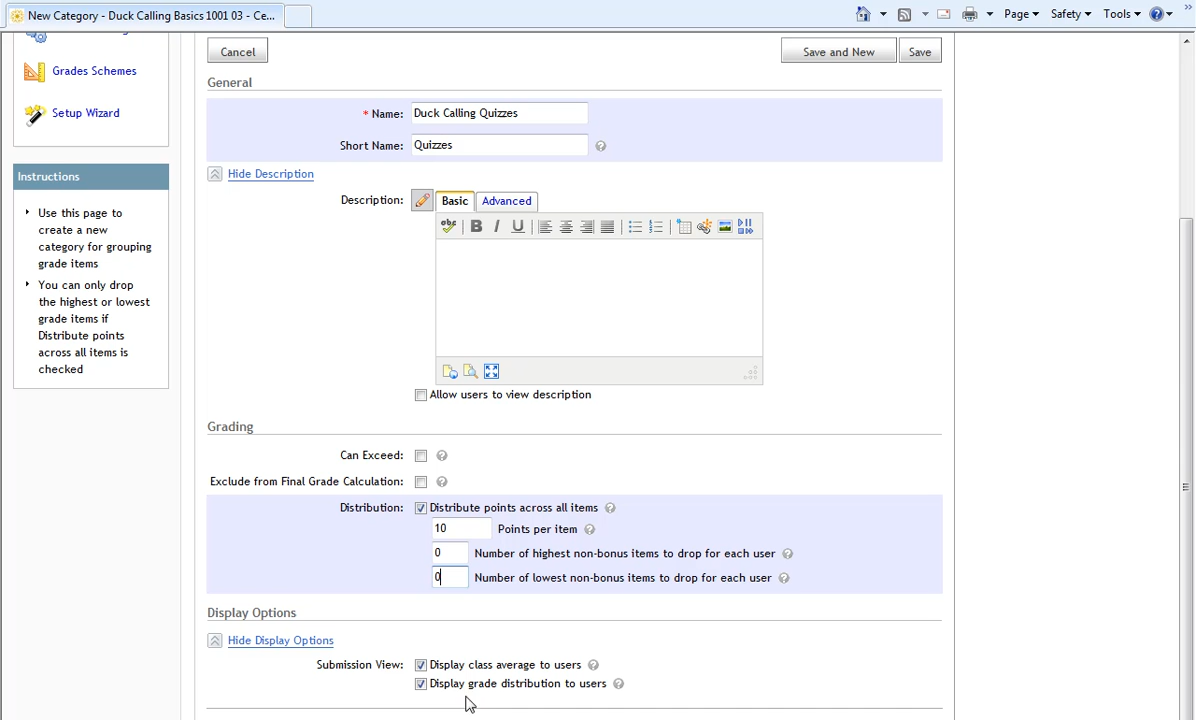 New Category - Duck Calling Basics 1001 03 - Ce...
Page
Safety
Tools
Grades Schemes
Setup Wizard
Instructions
Use this page to
create a new
category for grouping
grade items
You can only drop
the highest or lowest
grade items if
Distribute points
across all items is
checked
Cancel
Save and New
Save
General
* Name: Duck Calling Quizzes
Short Name: Quizzes
Hide Description
Description: Basic Advanced
abc B I U
Allow users to view description
Grading
Can Exceed:
Exclude from Final Grade Calculation:
Distribution: Distribute points across all items
10 Points per item
0 Number of highest non-bonus items to drop for each user
0 Number of lowest non-bonus items to drop for each user
Display Options
Hide Display Options
Submission View: Display class average to users
Display grade distribution to users